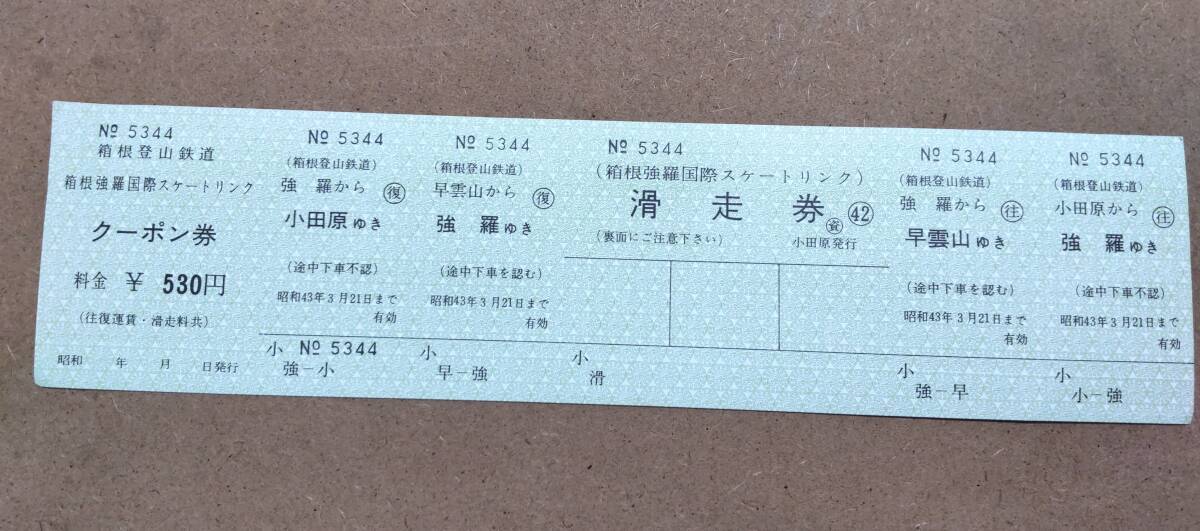 № 5344
箱根登山鉄道
箱根強羅国際スケートリンク
クーポン券
料金 ¥ 530円
(往復運賃・滑走料共)
昭和 年 月 日発行
№ 5344
(箱根登山鉄道)
強羅から 復
小田原ゆき
(途中下車不認)
昭和43年3月21日まで
有効
小 № 5344
強-小
№ 5344
(箱根登山鉄道)
早雲山から 復
強羅ゆき
(途中下車を認む)
昭和43年3月21日まで
有効
小
早-強
№ 5344
(箱根強羅国際スケートリンク)
滑走券 資 42
(裏面にご注意下さい) 小田原発行
小
滑
№ 5344
(箱根登山鉄道)
強羅から 往
早雲山ゆき
(途中下車を認む)
昭和43年3月21日まで
有効
小
強-早
№ 5344
(箱根登山鉄道)
小田原から 往
強羅ゆき
(途中下車不認)
昭和43年3月21日まで
有効
小
小-強